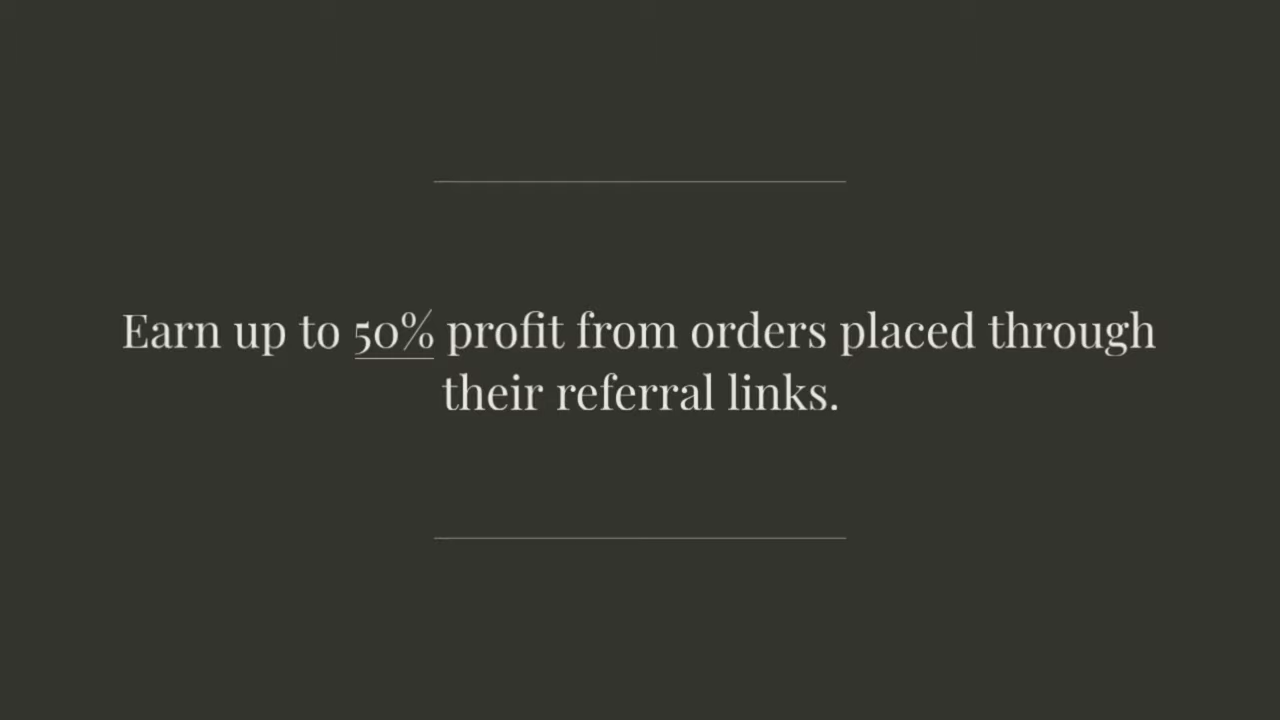 Earn up to 50% profit from orders placed through
their referral links.